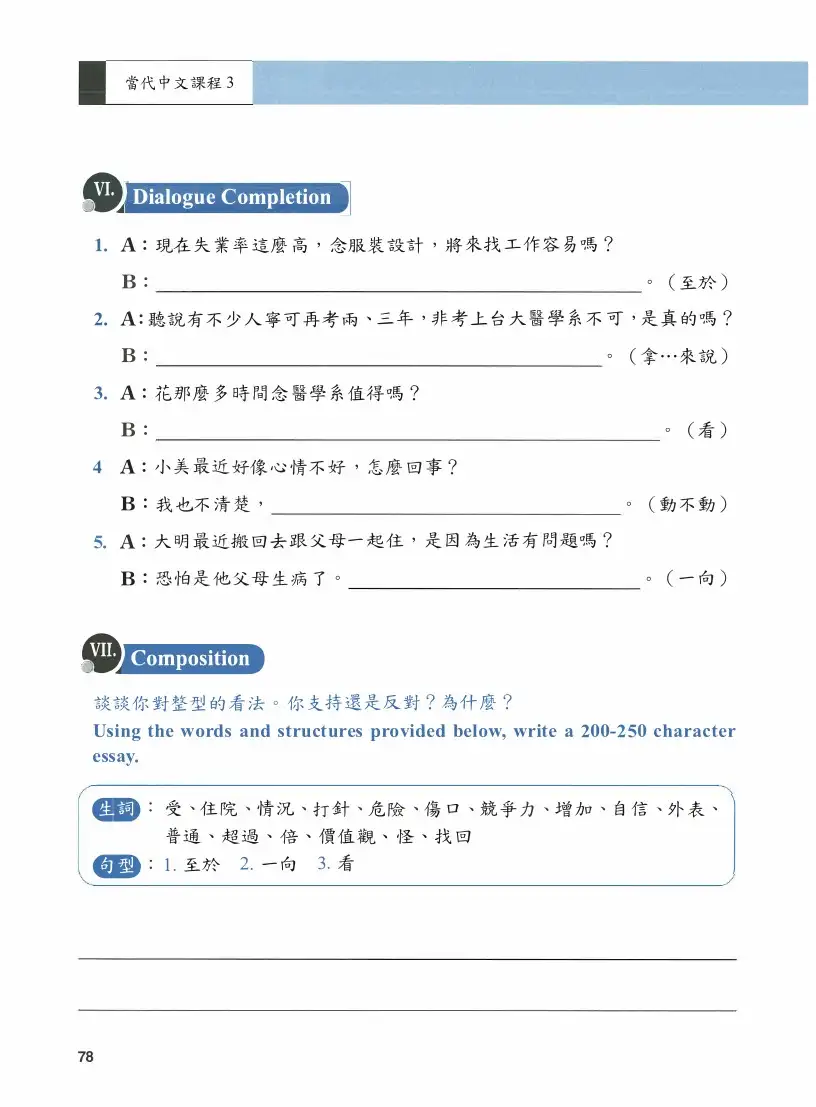 當代中文課程 3
VI. Dialogue Completion
1. A：現在失業率這麼高，念服裝設計，將來找工作容易嗎？
B：＿＿＿＿＿＿＿＿＿＿。（至於）
2. A：聽說有不少人寧可再考兩、三年，非考上台大醫學系不可，是真的嗎？
B：＿＿＿＿＿＿＿＿＿＿。（拿…來說）
3. A：花那麼多時間念醫學系值得嗎？
B：＿＿＿＿＿＿＿＿＿＿。（看）
4 A：小美最近好像心情不好，怎麼回事？
B：我也不清楚，＿＿＿＿＿＿＿＿＿＿。（動不動）
5. A：大明最近搬回去跟父母一起住，是因為生活有問題嗎？
B：恐怕是他父母生病了。＿＿＿＿＿＿＿＿＿＿。（一向）
VII. Composition
談談你對整型的看法。你支持還是反對？為什麼？
Using the words and structures provided below, write a 200-250 character
essay.
生詞：受、住院、情況、打針、危險、傷口、競爭力、增加、自信、外表、
普通、超過、倍、價值觀、怪、找回
句型：1. 至於 2. 一向 3. 看
78